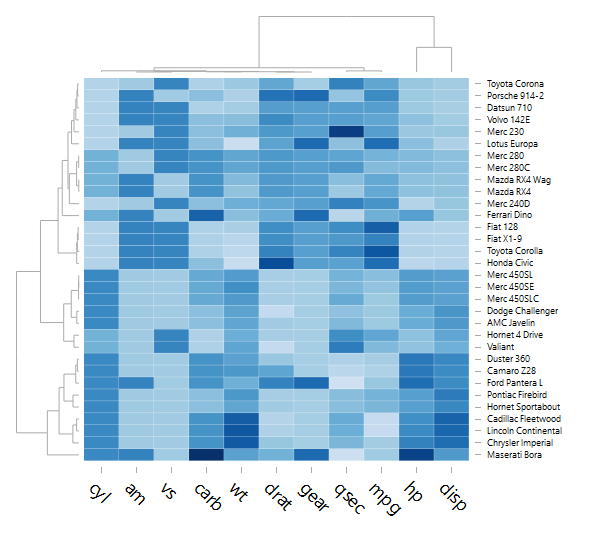 Toyota Corona
Porsche 914-2
Datsun 710
Volvo 142E
Merc 230
Lotus Europa
Merc 280
Merc 280C
Mazda RX4 Wag
Mazda RX4
Merc 240D
Ferrari Dino
Fiat 128
Fiat X1-9
Toyota Corolla
Honda Civic
Merc 450SL
Merc 450SE
Merc 450SLC
Dodge Challenger
AMC Javelin
Hornet 4 Drive
Valiant
Duster 360
Camaro Z28
Ford Pantera L
Pontiac Firebird
Hornet Sportabout
Cadillac Fleetwood
Lincoln Continental
Chrysler Imperial
Maserati Bora
cyl am vs carb wt drat gear qsec mpg hp disp